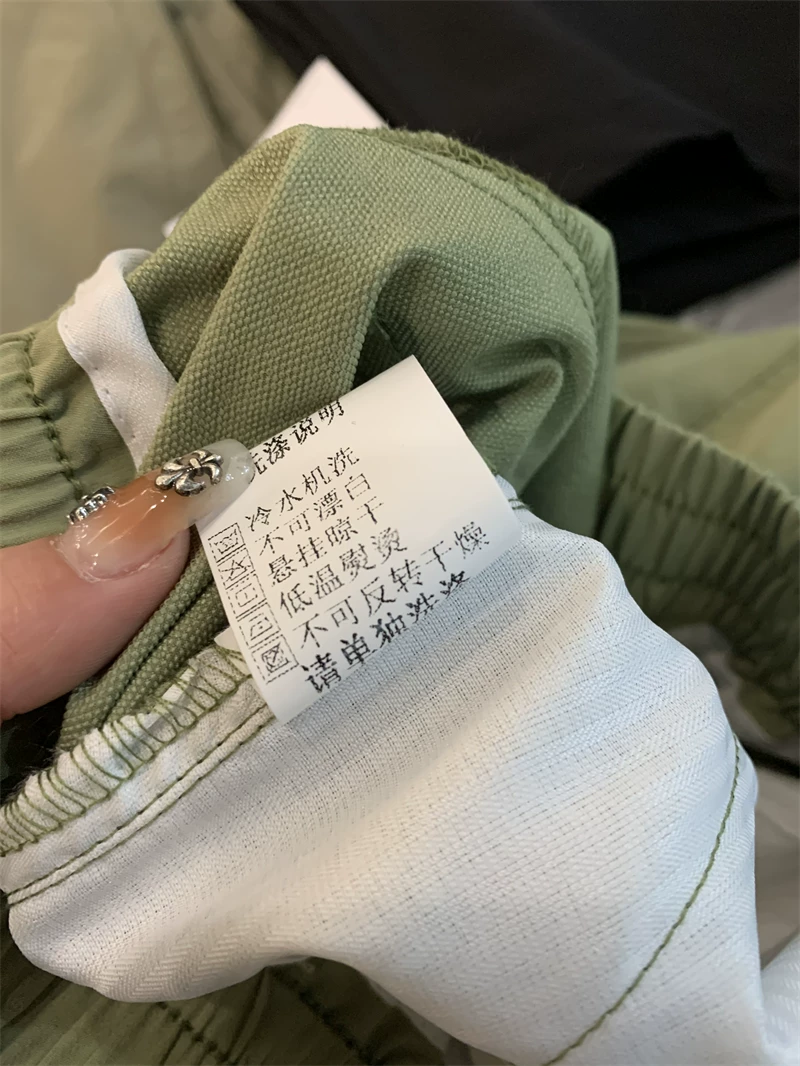 洗涤说明
冷水机洗
不可漂白
悬挂晾干
低温熨烫
不可反转干燥
请单独洗涤